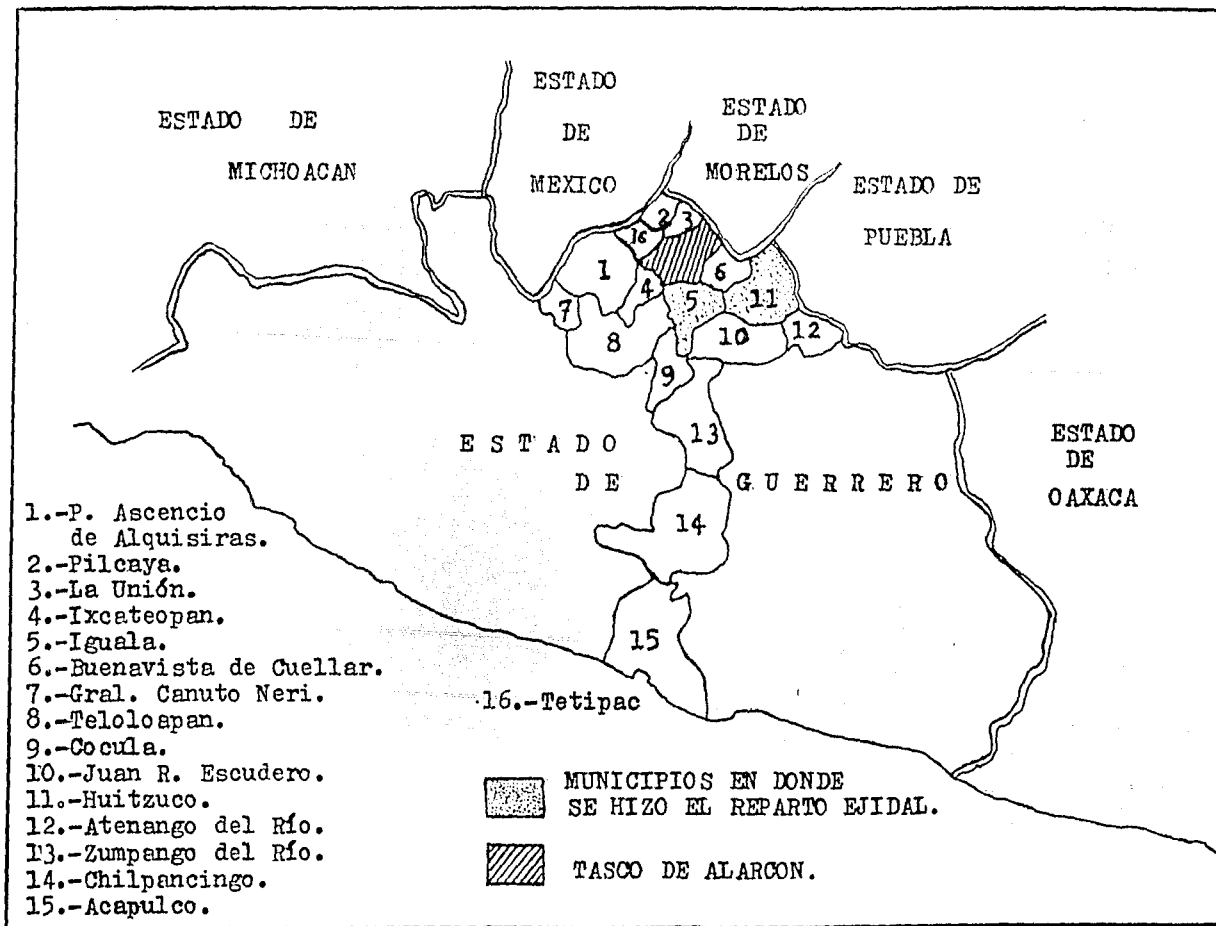 ESTADO DE
MICHOACAN
ESTADO
DE
MEXICO
ESTADO
DE
MORELOS
ESTADO DE
PUEBLA
2
3
16
1
4
6
5
11
7
8
10
12
9
13
14
15
ESTADO
DE GUERRERO
ESTADO
DE
OAXACA
1.-P. Ascencio
de Alquisiras.
2.-Pilcaya.
3.-La Unión.
4.-Ixcateopan.
5.-Iguala.
6.-Buenavista de Cuellar.
7.-Gral. Canuto Neri.
8.-Teloloapan.
9.-Cocula.
10.-Juan R. Escudero.
11.-Huitzuco.
12.-Atenango del Río.
13.-Zumpango del Río.
14.-Chilpancingo.
15.-Acapulco.
16.-Tetipac
MUNICIPIOS EN DONDE
SE HIZO EL REPARTO EJIDAL.
TASCO DE ALARCON.